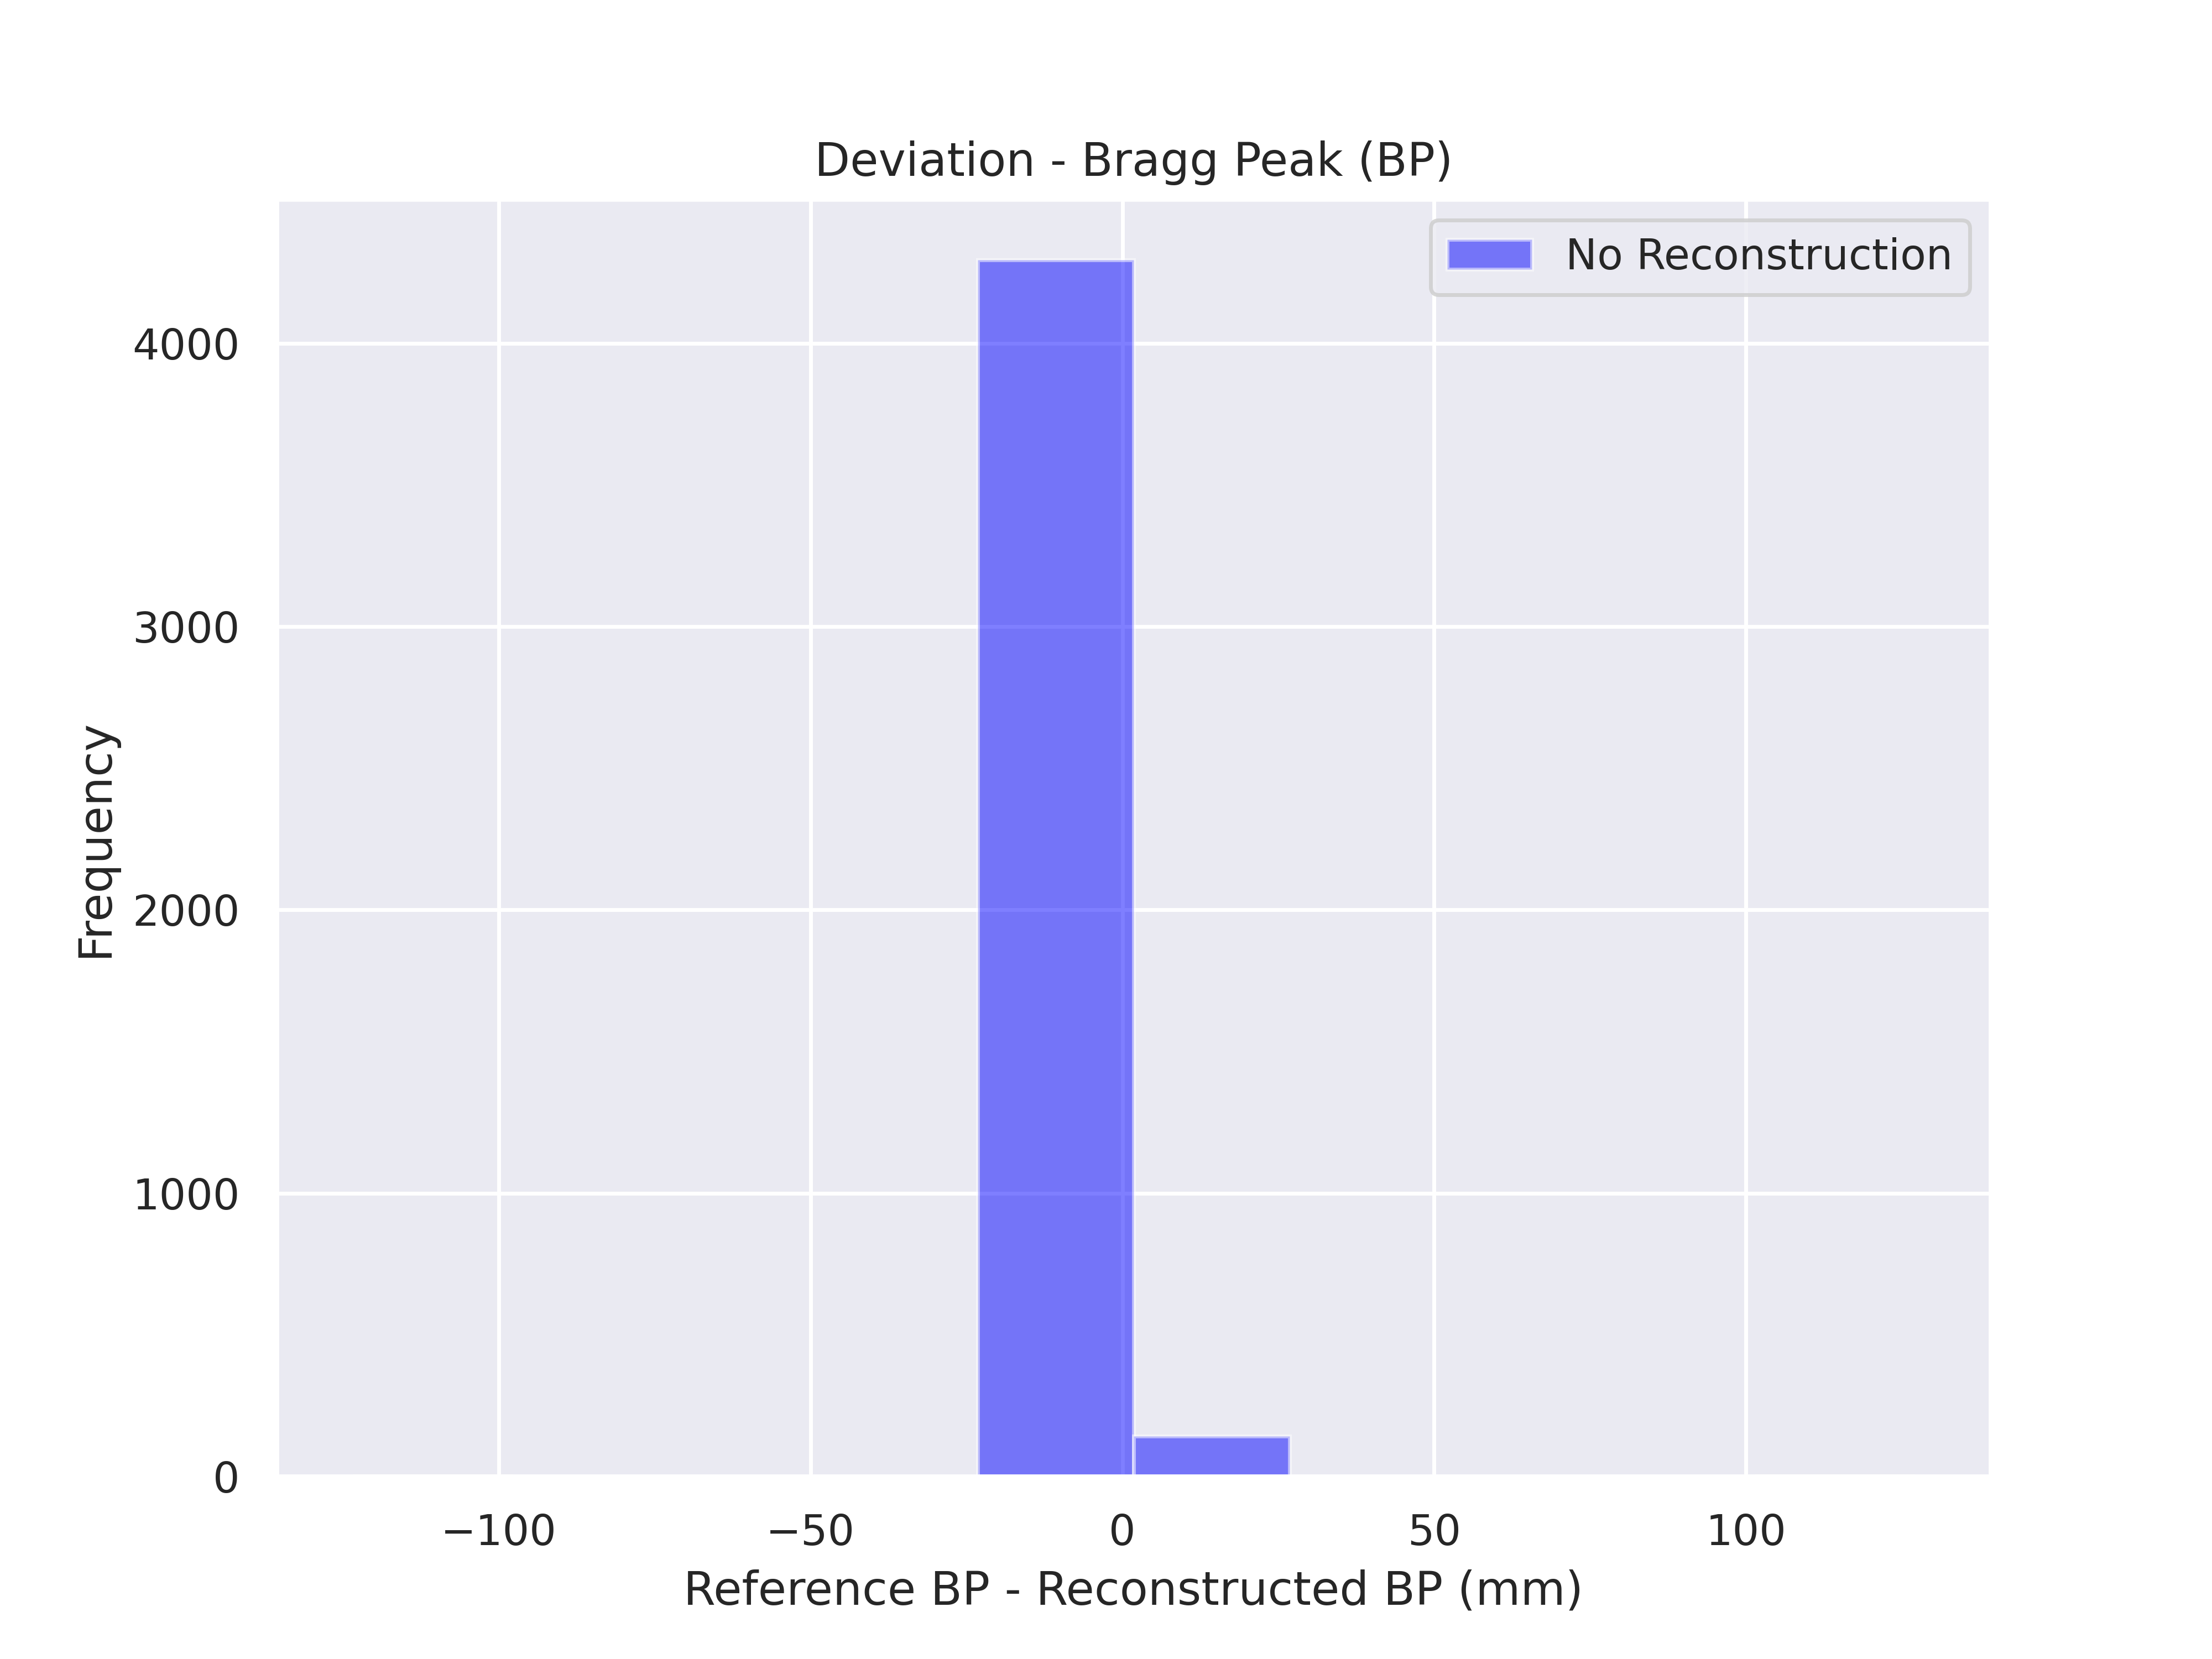 Deviation - Bragg Peak (BP)
No Reconstruction
4000
3000
2000
1000
0
Frequency
−100 −50 0 50 100
Reference BP - Reconstructed BP (mm)